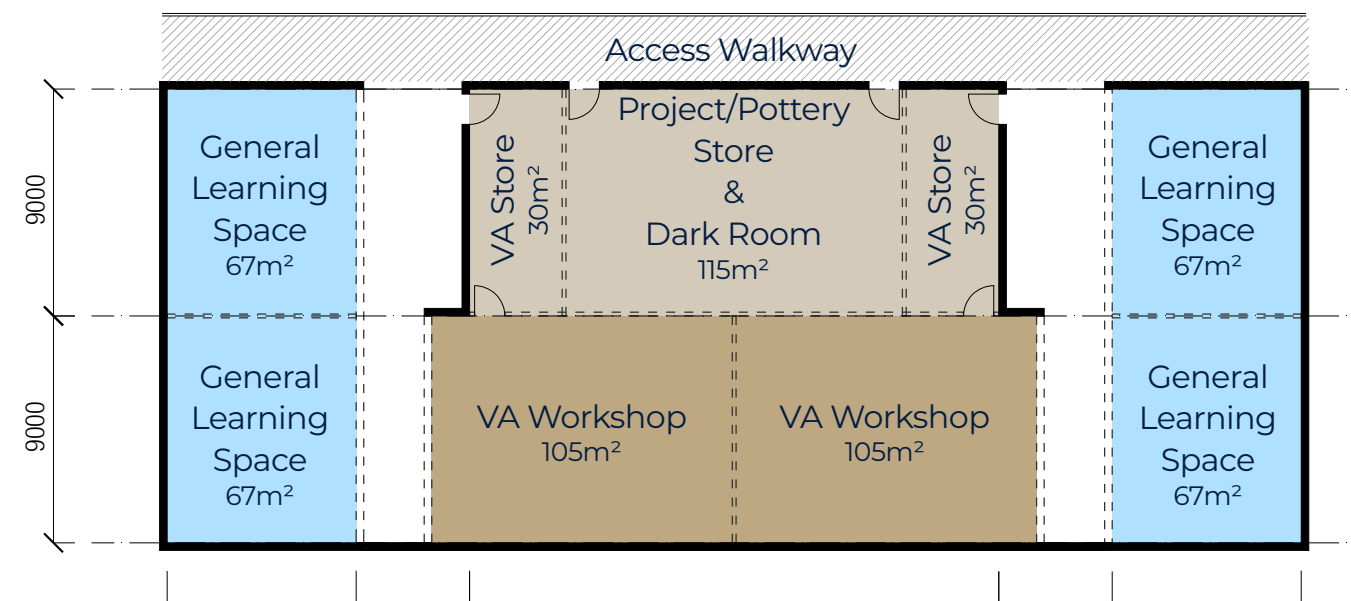 Access Walkway
General
Learning
Space
67m²
VA Store
30m²
Project/Pottery
Store
&
Dark Room
115m²
VA Store
30m²
General
Learning
Space
67m²
9000
General
Learning
Space
67m²
VA Workshop
105m²
VA Workshop
105m²
General
Learning
Space
67m²
9000